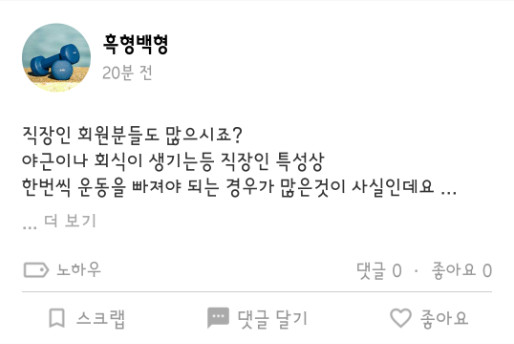 흑형백형
20분 전
직장인 회원분들도 많으시죠?
야근이나 회식이 생기는등 직장인 특성상
한번씩 운동을 빠져야 되는 경우가 많은것이 사실인데요 ...
... 더 보기
노하우 댓글 0 · 좋아요 0
스크랩 댓글 달기 좋아요